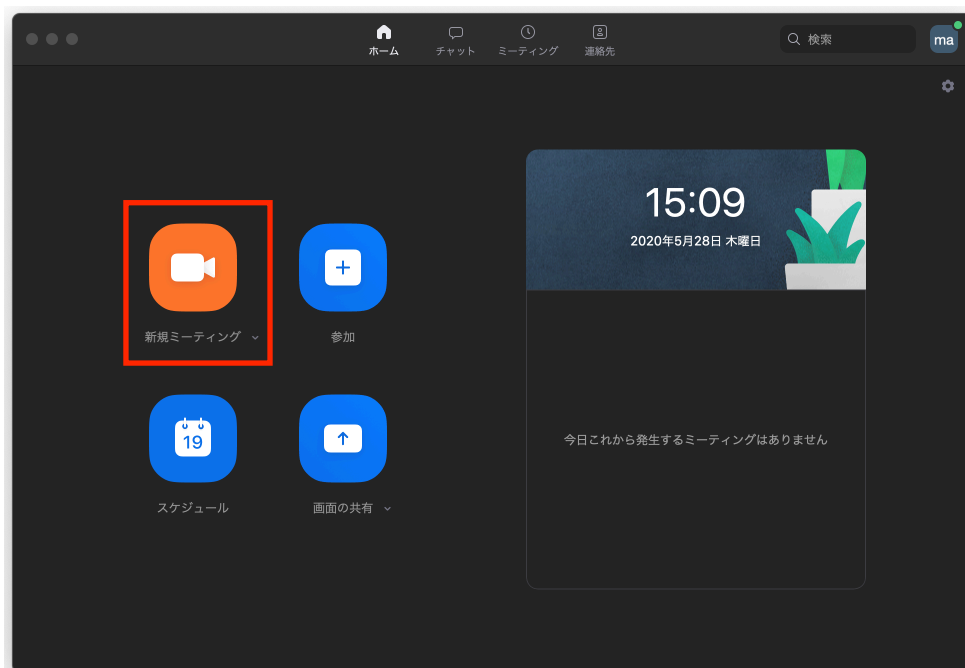 ホーム
チャット
ミーティング
連絡先
検索
ma
15:09
2020年5月28日 木曜日
新規ミーティング
参加
19
スケジュール
画面の共有
今日これから発生するミーティングはありません